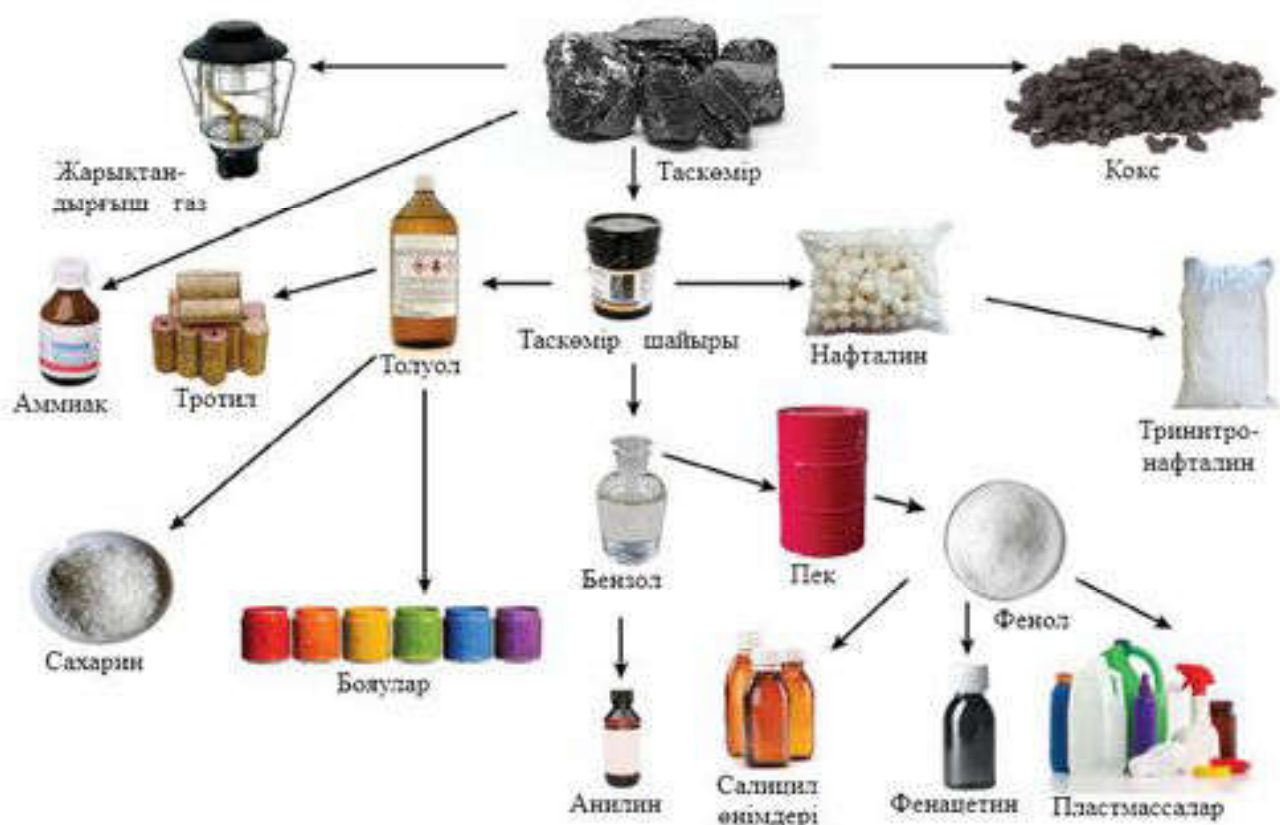 Таскөмір
Кокс
Жарықтан-
дырғыш газ
Таскөмір шайыры
Нафталин
Толуол
Аммиак
Тротил
Тринитро-
нафталин
Бензол
Пек
Фенол
Сахарин
Бояулар
Анилин
Салицил
өнімдері
Фенацетин
Пластмассалар